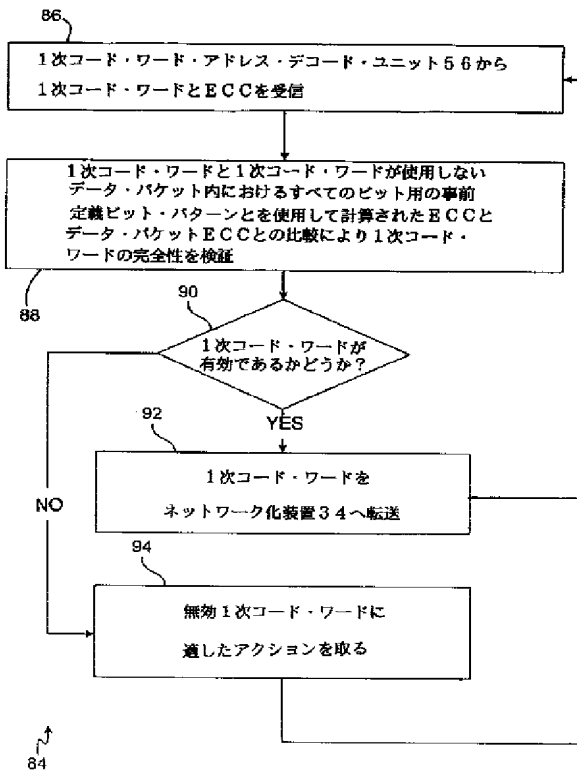 86
1次コード・ワード・アドレス・デコード・ユニット56から
1次コード・ワードとECCを受信
1次コード・ワードと1次コード・ワードが使用しない
データ・パケット内におけるすべてのビット用の事前
定義ビット・パターンとを使用して計算されたECCと
データ・パケットECCとの比較により1次コード・
ワードの完全性を検証
88
90
1次コード・ワードが
有効であるかどうか?
YES
92
1次コード・ワードを
ネットワーク化装置34へ転送
NO
94
無効1次コード・ワードに
適したアクションを取る
84